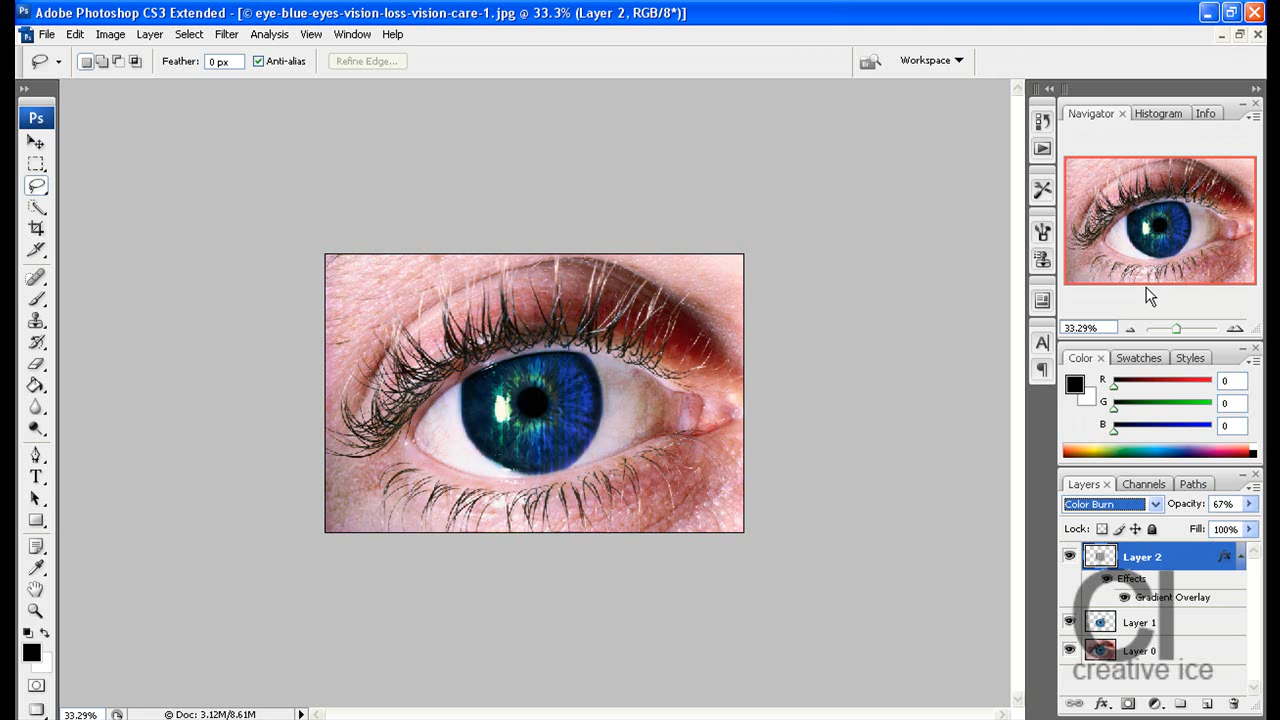 Adobe Photoshop CS3 Extended - [© eye-blue-eyes-vision-loss-vision-care-1.jpg @ 33.3% (Layer 2, RGB/8*)]
File Edit Image Layer Select Filter Analysis View Window Help
Feather: 0 px Anti-alias Refine Edge... Workspace
Ps
Navigator Histogram Info
33.29%
Color Swatches Styles
R 0
G 0
B 0
Layers Channels Paths
Color Burn Opacity: 67%
Lock: Fill: 100%
Layer 2 fx
Effects
Gradient Overlay
Layer 1
Layer 0
ci
creative ice
33.29% Doc: 3.12M/8.61M